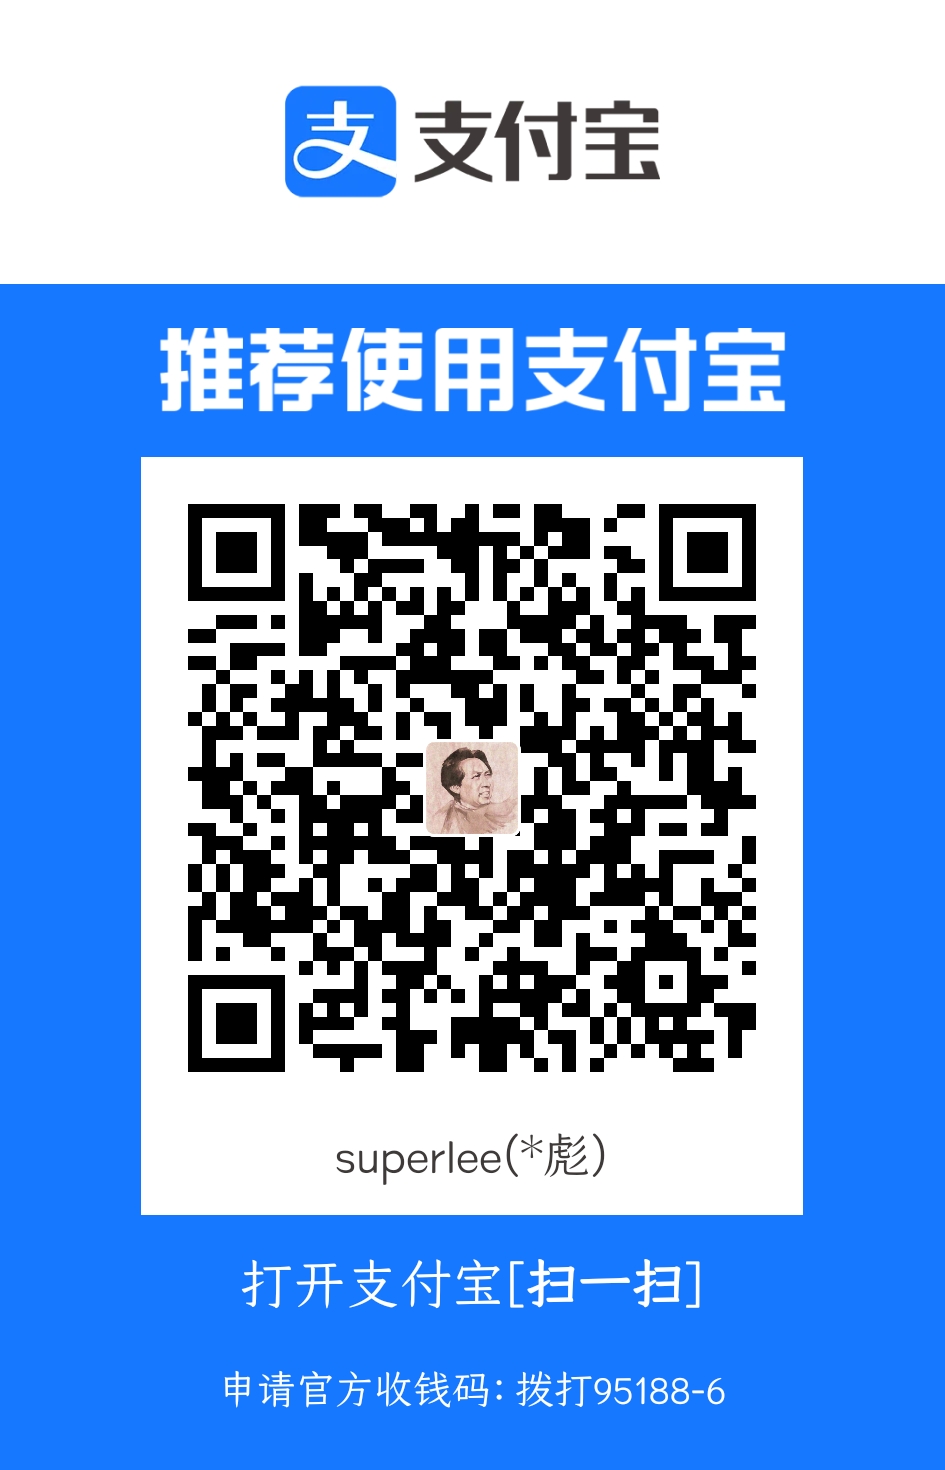 支 支付宝
推荐使用支付宝
superlee(*彪)
打开支付宝[扫一扫]
申请官方收钱码: 拨打95188-6